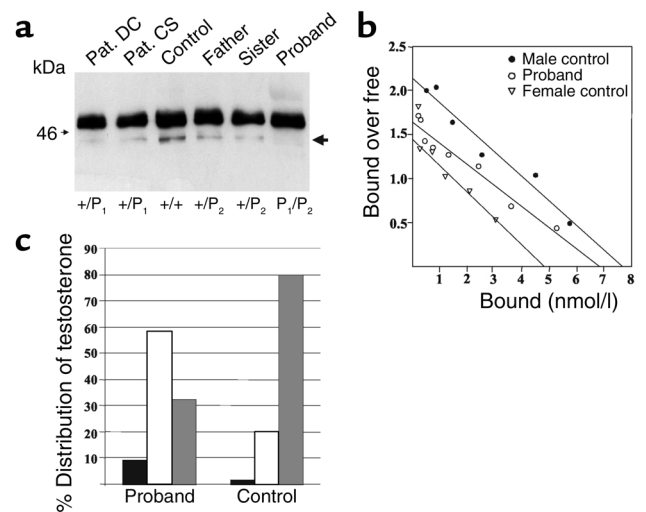 a
Pat. DC Pat. CS Control Father Sister Proband
kDa
46
+/P1 +/P1 +/+ +/P2 +/P2 P1/P2
b
2.5
2.0
1.5
1.0
0.5
Bound over free
Male control
Proband
Female control
1 2 3 4 5 6 7 8
Bound (nmol/l)
c
90
80
70
60
50
40
30
20
10
% Distribution of testosterone
Proband Control